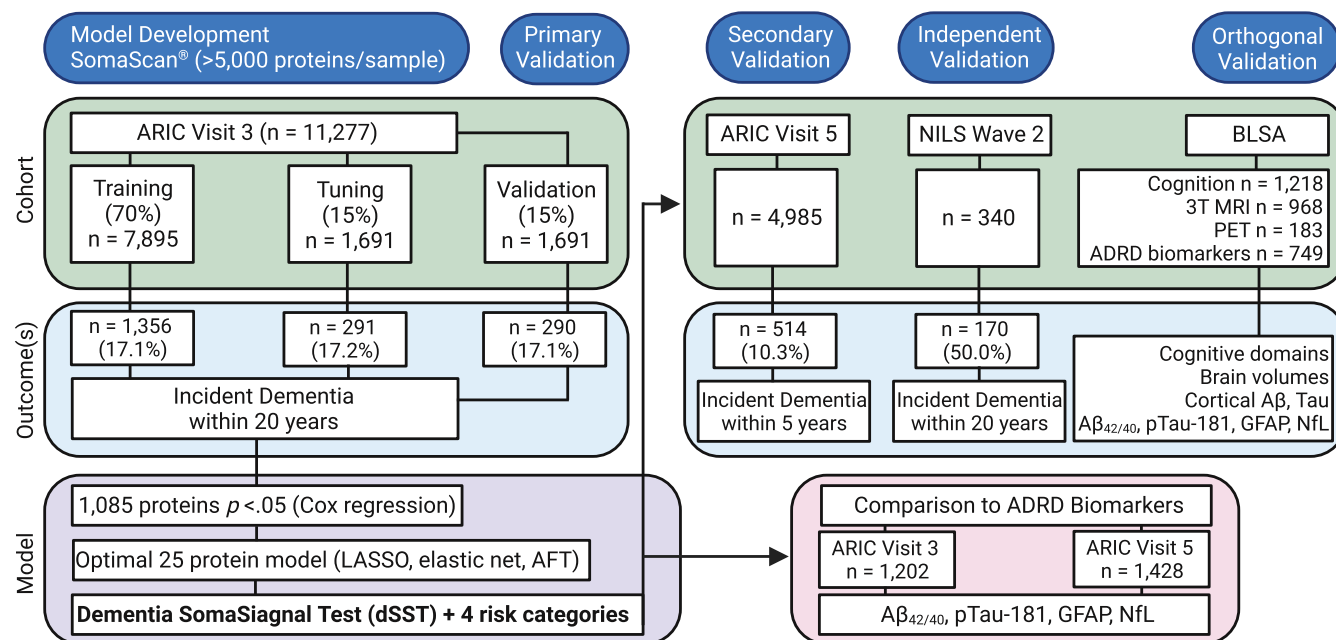 Model Development
SomaScan® (>5,000 proteins/sample)
Primary
Validation
Secondary
Validation
Independent
Validation
Orthogonal
Validation
Cohort
ARIC Visit 3 (n = 11,277)
Training
(70%)
n = 7,895
Tuning
(15%)
n = 1,691
Validation
(15%)
n = 1,691
ARIC Visit 5
n = 4,985
NILS Wave 2
n = 340
BLSA
Cognition n = 1,218
3T MRI n = 968
PET n = 183
ADRD biomarkers n = 749
Outcome(s)
n = 1,356
(17.1%)
n = 291
(17.2%)
n = 290
(17.1%)
Incident Dementia
within 20 years
n = 514
(10.3%)
Incident Dementia
within 5 years
n = 170
(50.0%)
Incident Dementia
within 20 years
Cognitive domains
Brain volumes
Cortical Aβ, Tau
Aβ42/40, pTau-181, GFAP, NfL
Model
1,085 proteins p <.05 (Cox regression)
Optimal 25 protein model (LASSO, elastic net, AFT)
Dementia SomaSiagnal Test (dSST) + 4 risk categories
Comparison to ADRD Biomarkers
ARIC Visit 3
n = 1,202
ARIC Visit 5
n = 1,428
Aβ42/40, pTau-181, GFAP, NfL